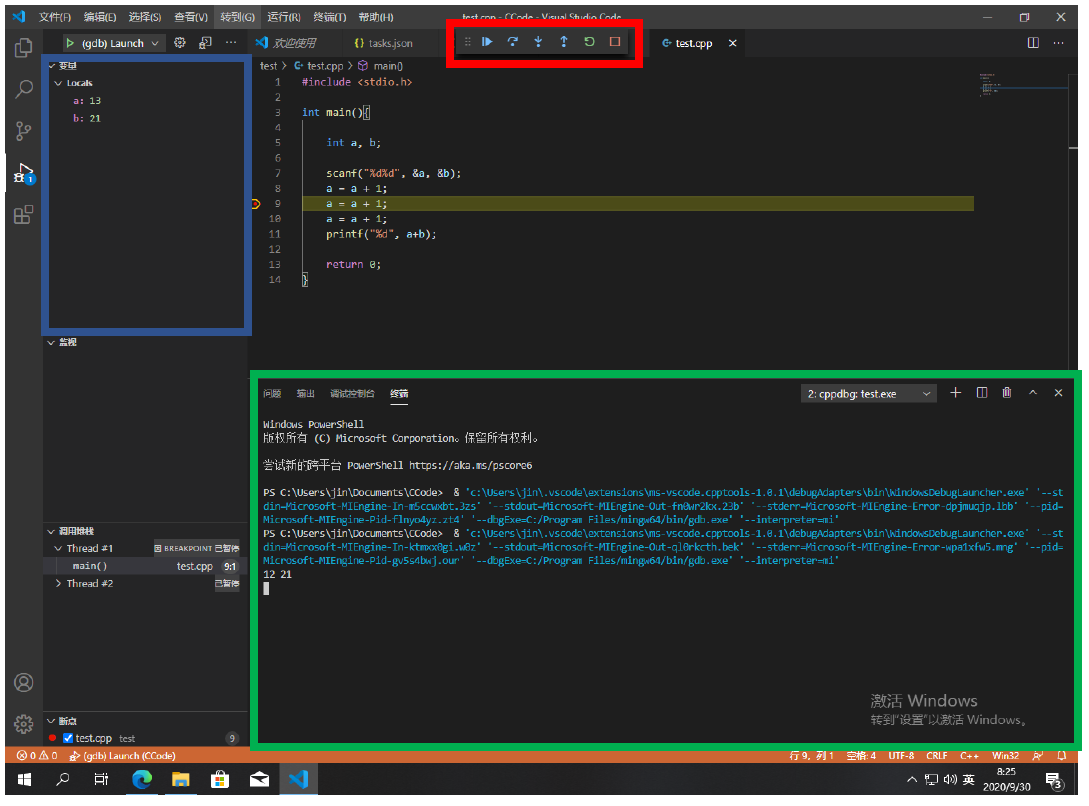 文件(F) 编辑(E) 选择(S) 查看(V) 转到(G) 运行(R) 终端(T) 帮助(H) test.cpp - CCode - Visual Studio Code
(gdb) Launch
欢迎使用 {} tasks.json test.cpp
变量
Locals
a: 13
b: 21
监视
调用堆栈
Thread #1 BREAKPOINT 已暂停
main() test.cpp 9:1
Thread #2 已暂停
断点
test.cpp test 9
test > test.cpp > main()
1 #include <stdio.h>
2
3 int main(){
4
5 int a, b;
6
7 scanf("%d%d", &a, &b);
8 a = a + 1;
9 a = a + 1;
10 a = a + 1;
11 printf("%d", a+b);
12
13 return 0;
14 }
问题 输出 调试控制台 终端 2: cppdbg: test.exe
Windows PowerShell
版权所有 (C) Microsoft Corporation。保留所有权利。
尝试新的跨平台 PowerShell https://aka.ms/pscore6
PS C:\Users\jin\Documents\CCode> & 'c:\Users\jin\.vscode\extensions\ms-vscode.cpptools-1.0.1\debugAdapters\bin\WindowsDebugLauncher.exe' '--st
din=Microsoft-MIEngine-In-m5ccwxbt.3zs' '--stdout=Microsoft-MIEngine-Out-fn0wr2kx.23b' '--stderr=Microsoft-MIEngine-Error-dpjmuqjp.lbb' '--pid=
Microsoft-MIEngine-Pid-flnyo4yz.zt4' '--dbgExe=C:/Program Files/mingw64/bin/gdb.exe' '--interpreter=mi'
PS C:\Users\jin\Documents\CCode> & 'c:\Users\jin\.vscode\extensions\ms-vscode.cpptools-1.0.1\debugAdapters\bin\WindowsDebugLauncher.exe' '--st
din=Microsoft-MIEngine-In-ktmxx0gi.w0z' '--stdout=Microsoft-MIEngine-Out-ql0rkcth.bek' '--stderr=Microsoft-MIEngine-Error-wpa1xfw5.mng' '--pid=
Microsoft-MIEngine-Pid-gv5s4bwj.our' '--dbgExe=C:/Program Files/mingw64/bin/gdb.exe' '--interpreter=mi'
12 21
激活 Windows
转到"设置"以激活 Windows。
0 0 (gdb) Launch (CCode) 行 9, 列 1 空格: 4 UTF-8 CRLF C++ Win32
英 8:25
2020/9/30 3